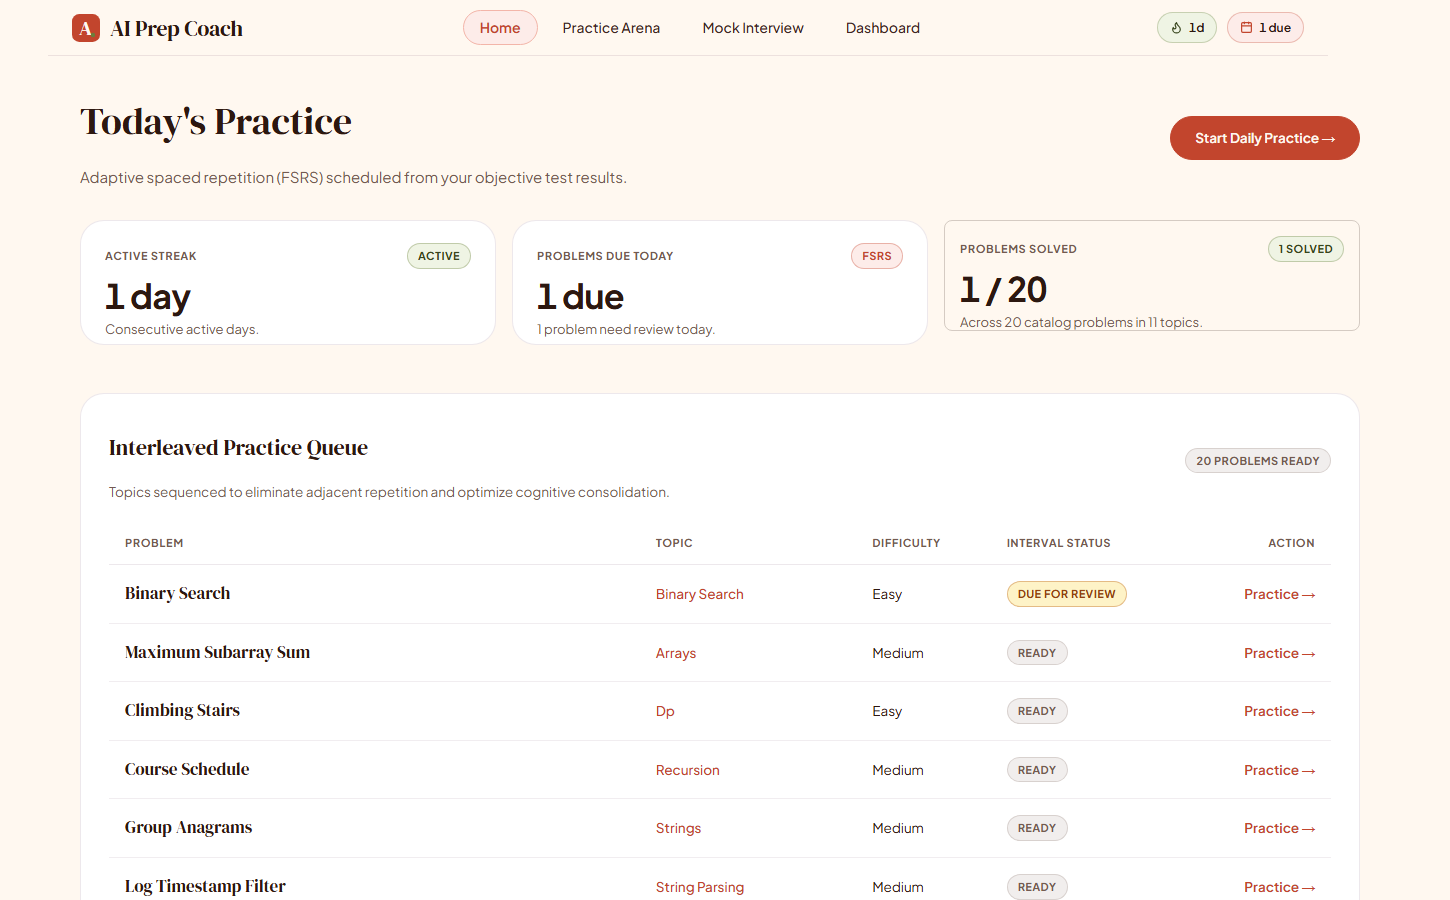 A AI Prep Coach Home Practice Arena Mock Interview Dashboard 1d 1 due
Today's Practice
Start Daily Practice →
Adaptive spaced repetition (FSRS) scheduled from your objective test results.
ACTIVE STREAK ACTIVE
1 day
Consecutive active days.
PROBLEMS DUE TODAY FSRS
1 due
1 problem need review today.
PROBLEMS SOLVED 1 SOLVED
1 / 20
Across 20 catalog problems in 11 topics.
Interleaved Practice Queue
20 PROBLEMS READY
Topics sequenced to eliminate adjacent repetition and optimize cognitive consolidation.
PROBLEM TOPIC DIFFICULTY INTERVAL STATUS ACTION
Binary Search Binary Search Easy DUE FOR REVIEW Practice →
Maximum Subarray Sum Arrays Medium READY Practice →
Climbing Stairs Dp Easy READY Practice →
Course Schedule Recursion Medium READY Practice →
Group Anagrams Strings Medium READY Practice →
Log Timestamp Filter String Parsing Medium READY Practice →